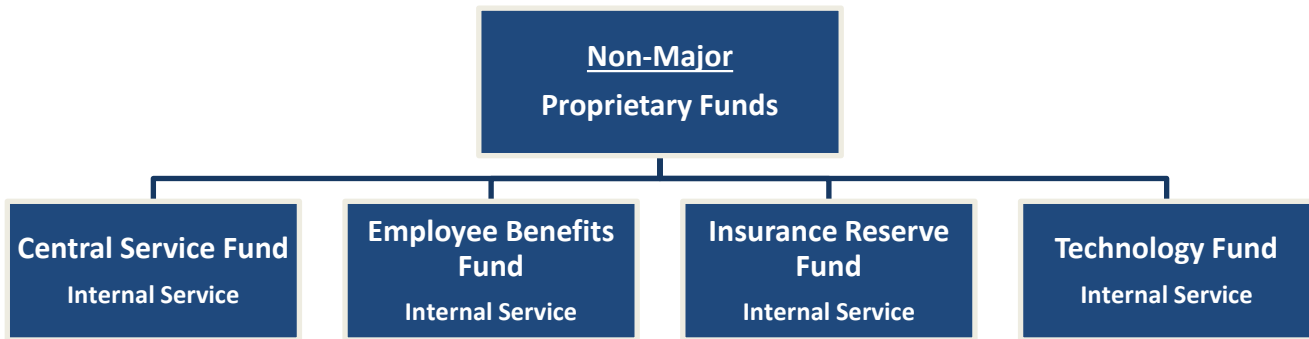 Non-Major
Proprietary Funds
Central Service Fund
Internal Service
Employee Benefits
Fund
Internal Service
Insurance Reserve
Fund
Internal Service
Technology Fund
Internal Service